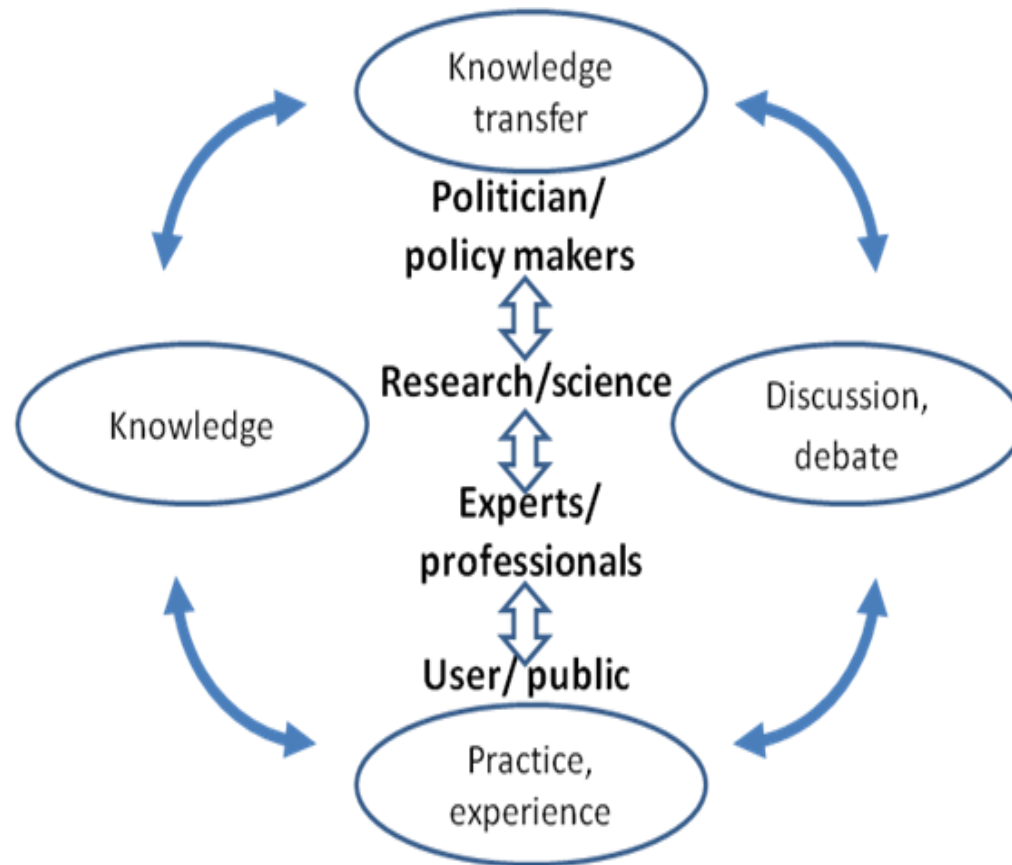 Knowledge
transfer
Politician/
policy makers
Research/science
Knowledge
Discussion,
debate
Experts/
professionals
User/ public
Practice,
experience